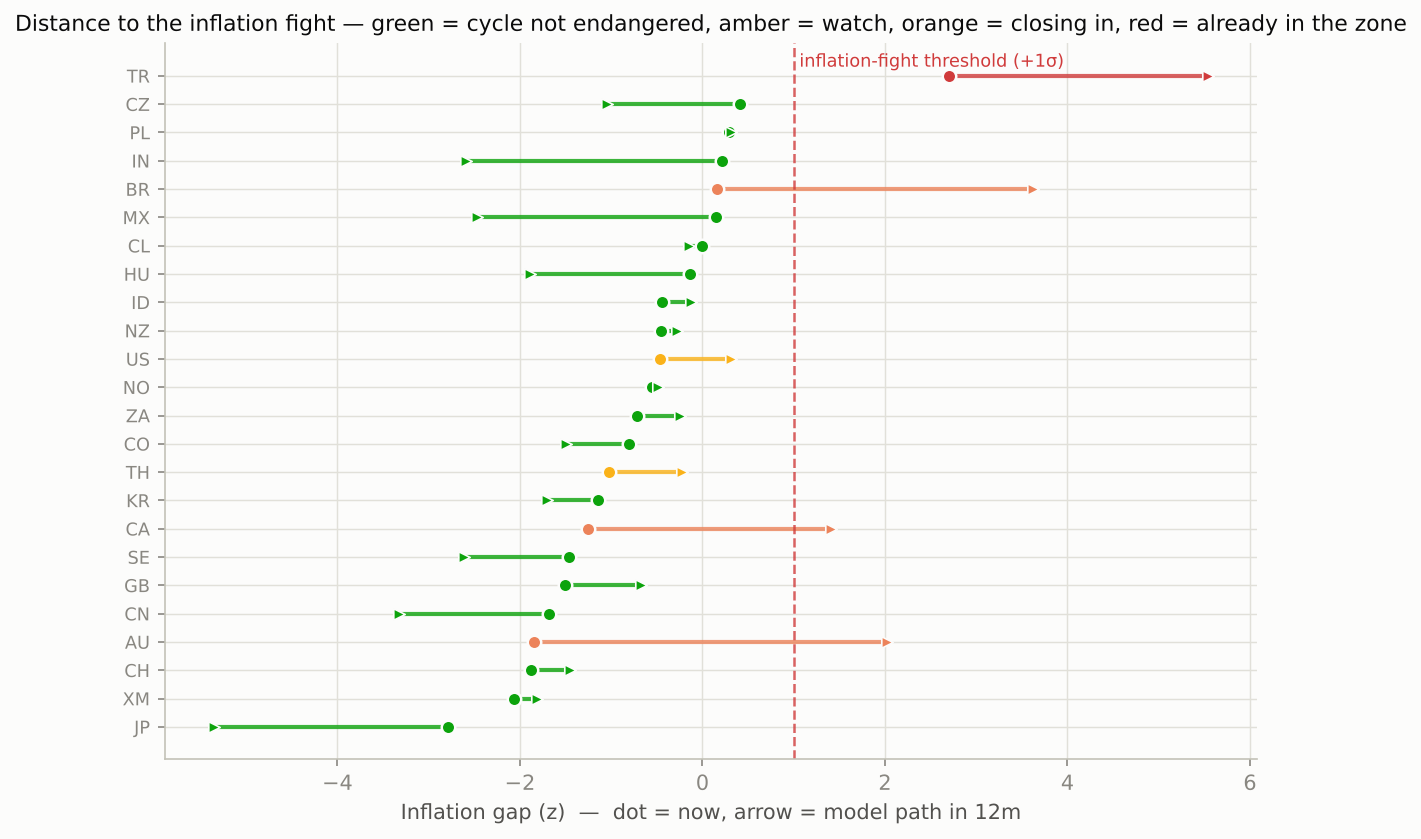 Distance to the inflation fight — green = cycle not endangered, amber = watch, orange = closing in, red = already in the zone
inflation-fight threshold (+1σ)
TR
CZ
PL
IN
BR
MX
CL
HU
ID
NZ
US
NO
ZA
CO
TH
KR
CA
SE
GB
CN
AU
CH
XM
JP
−4 −2 0 2 4 6
Inflation gap (z) — dot = now, arrow = model path in 12m